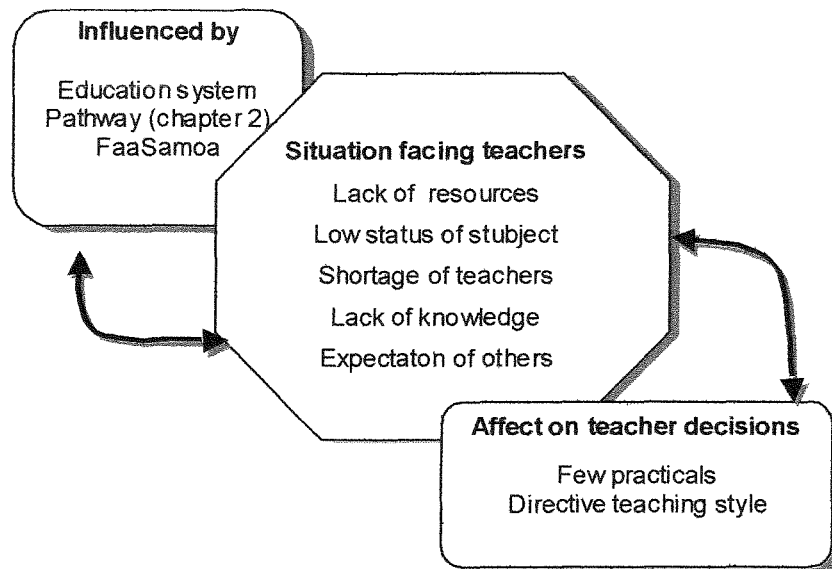 Influenced by
Education system
Pathway (chapter 2)
FaaSamoa
Situation facing teachers
Lack of resources
Low status of stubject
Shortage of teachers
Lack of knowledge
Expectaton of others
Affect on teacher decisions
Few practicals
Directive teaching style